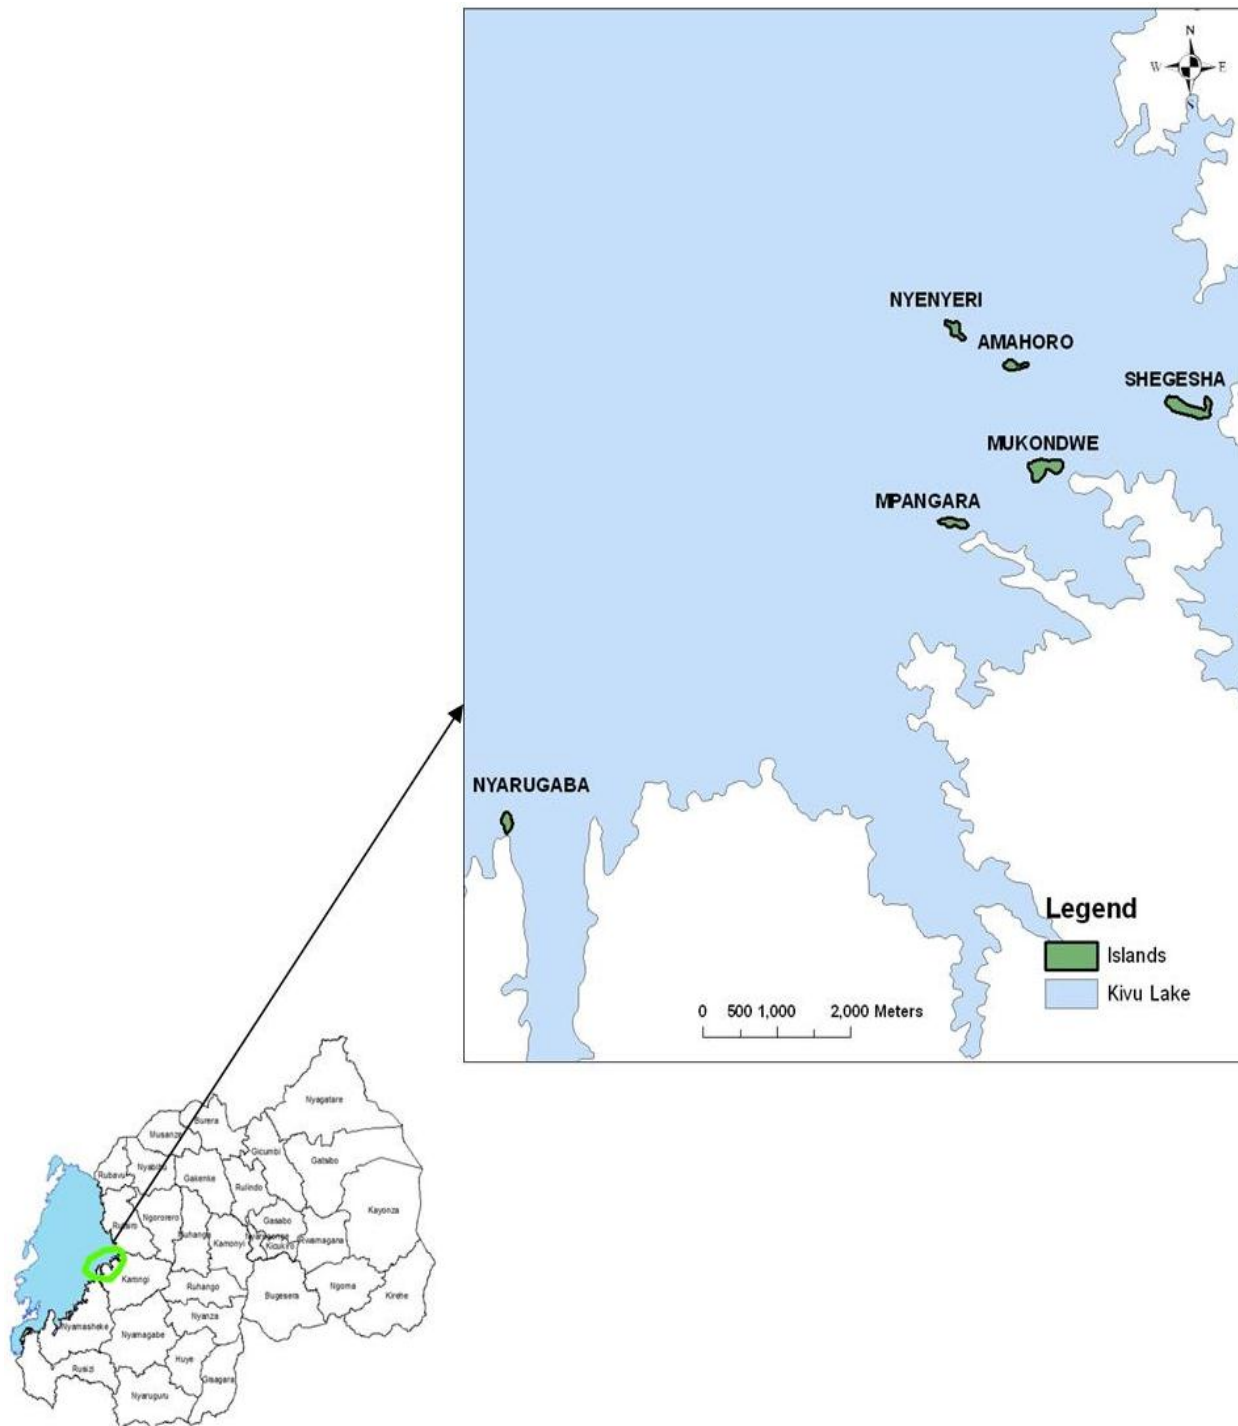 N
W E
S
NYENYERI
AMAHORO
SHEGESHA
MUKONDWE
MPANGARA
NYARUGABA
Legend
Islands
Kivu Lake
0 500 1,000 2,000 Meters
Nyagatare
Burera
Musanze
Gicumbi
Gatsibo
Nyabihu
Rubavu
Gakenke
Rulindo
Kayonza
Gasabo
Ngororero
Rutsiro
Muhanga
Kamonyi
Nyarugenge
Kicukiro
Rwamagana
Karongi
Ruhango
Bugesera
Ngoma
Kirehe
Nyanza
Nyamasheke
Nyamagabe
Huye
Rusizi
Gisagara
Nyaruguru